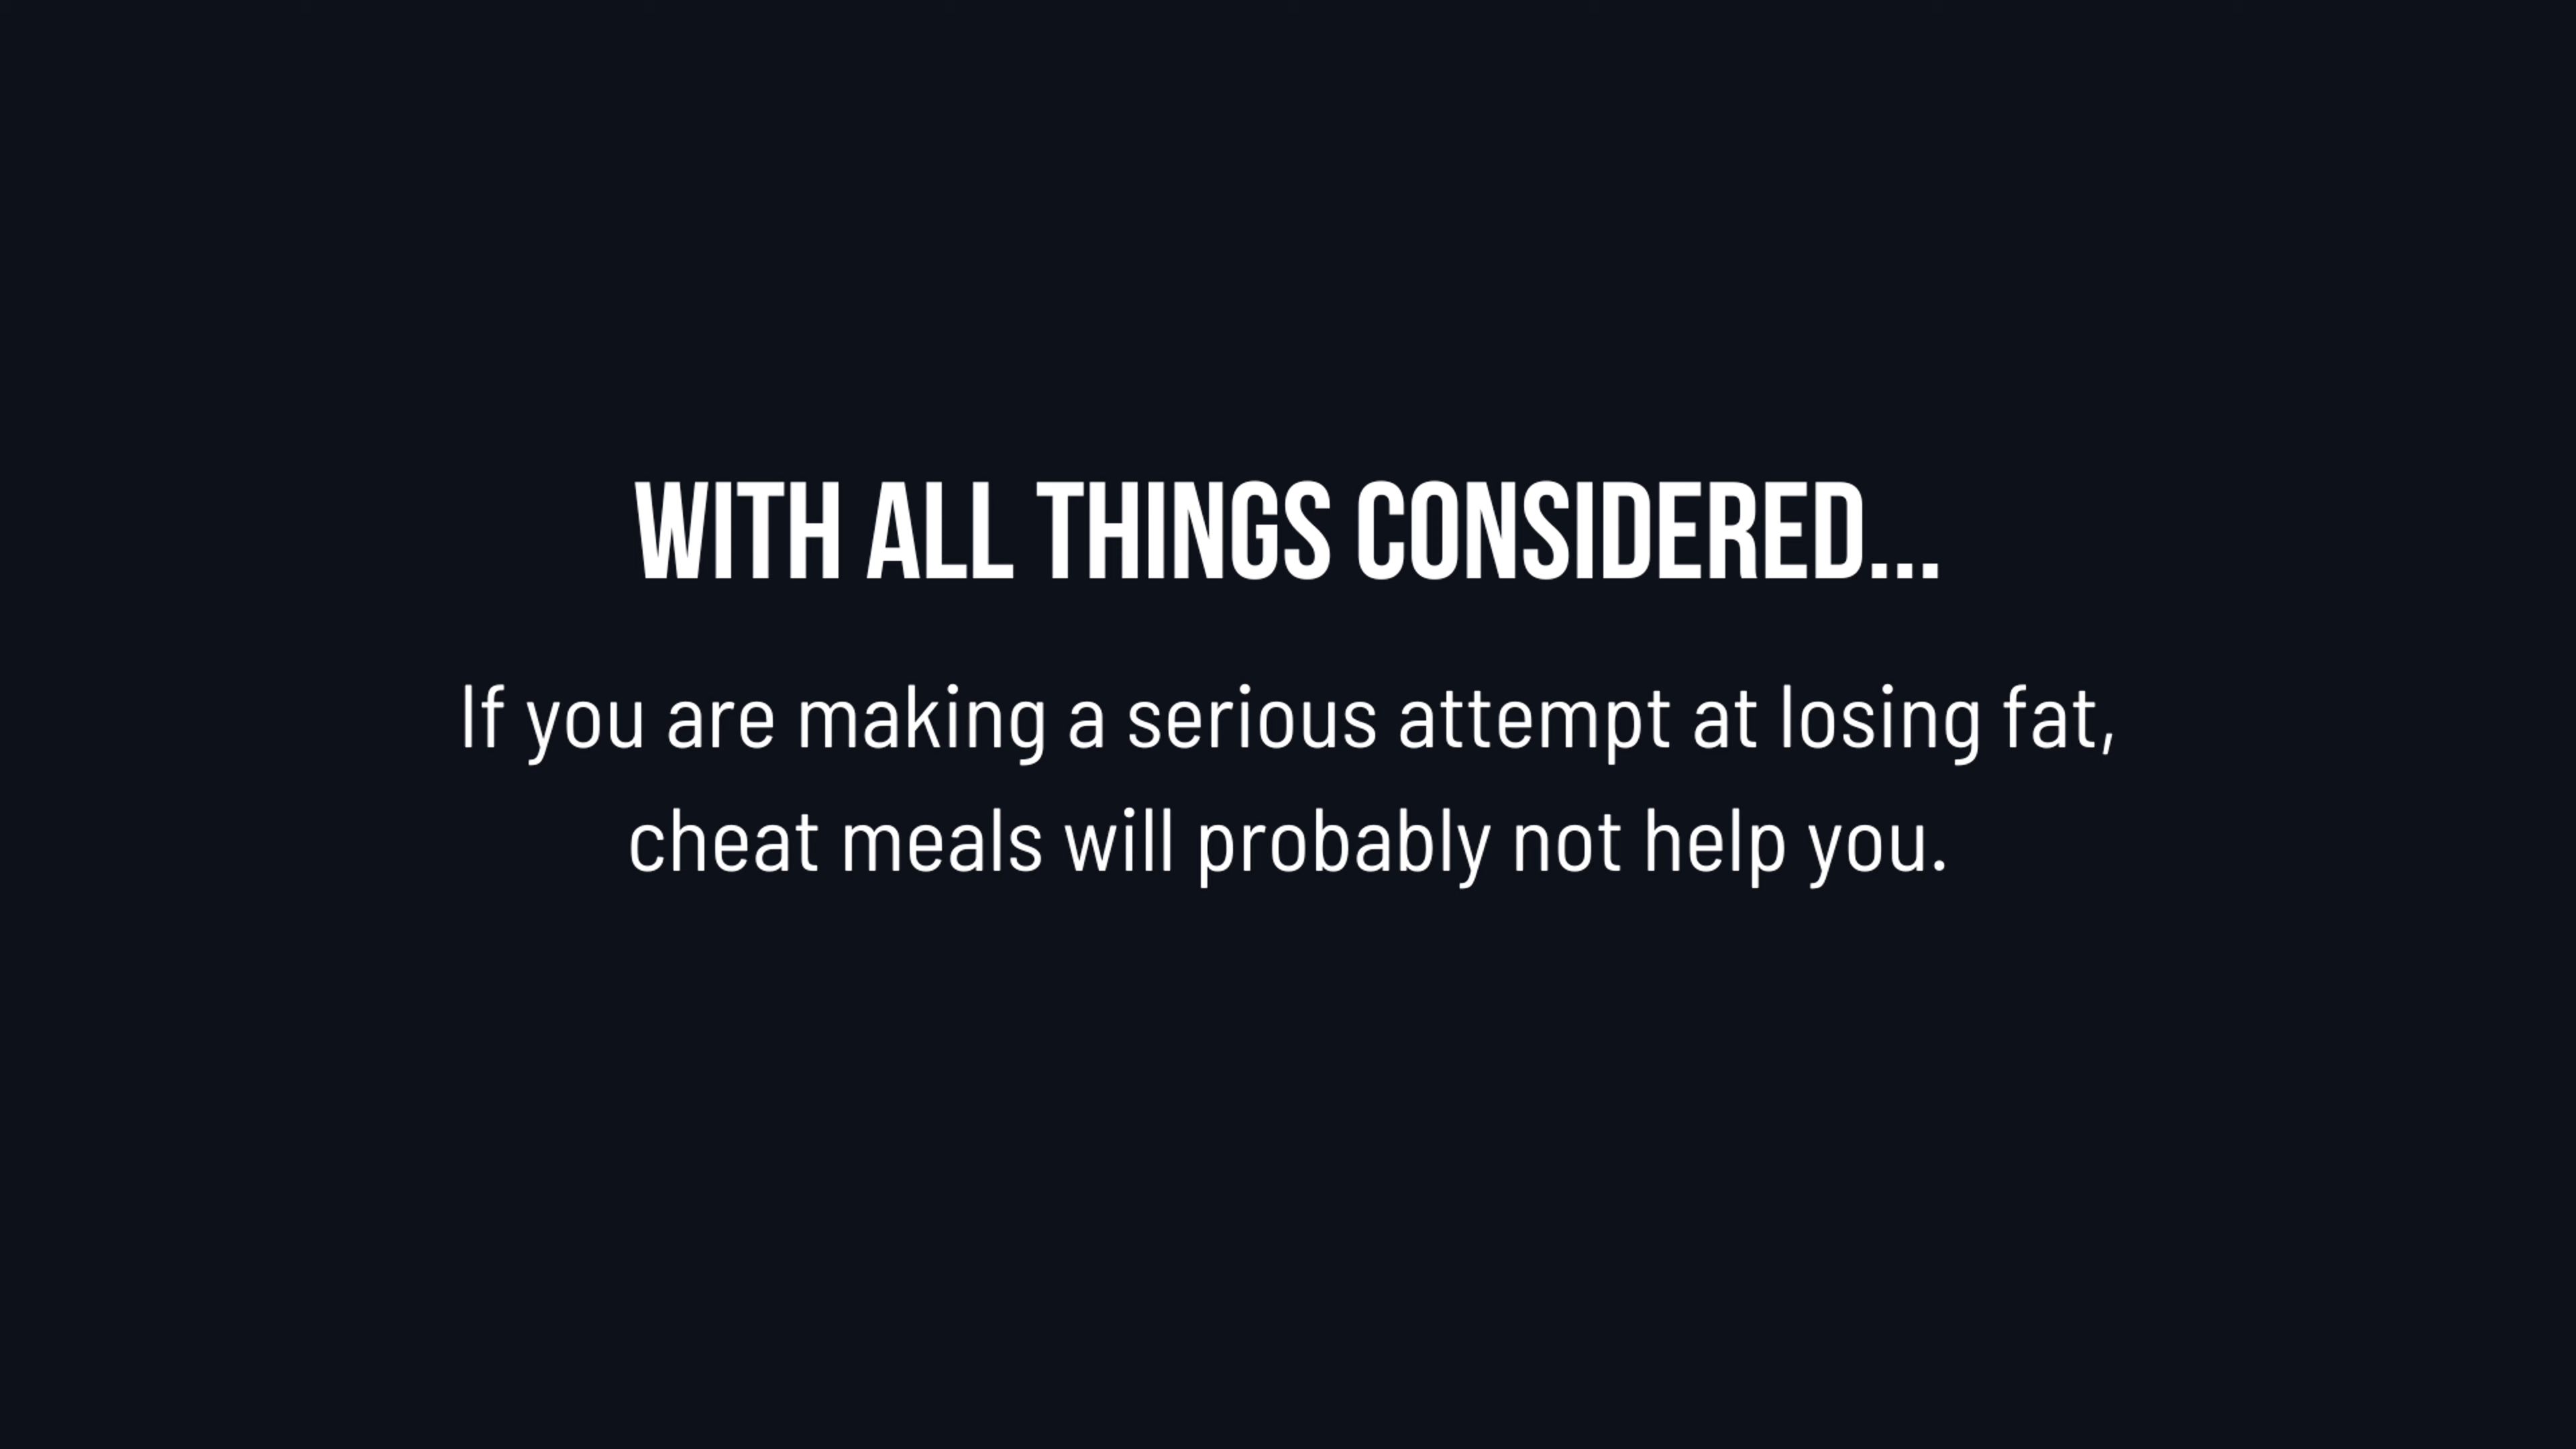 WITH ALL THINGS CONSIDERED...
If you are making a serious attempt at losing fat,
cheat meals will probably not help you.